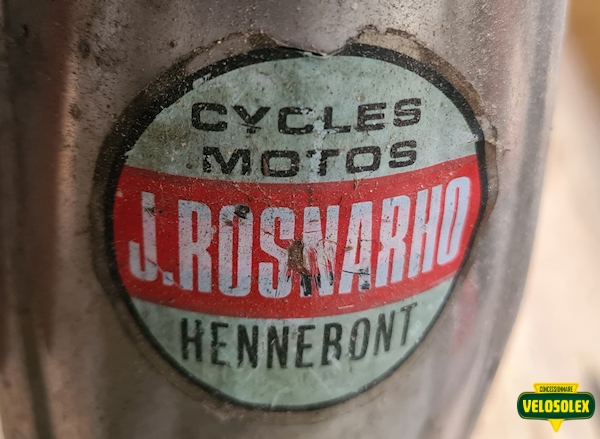 CYCLES
MOTOS
J.ROSNARHO
HENNEBONT
CONCESSIONNAIRE
VELOSOLEX